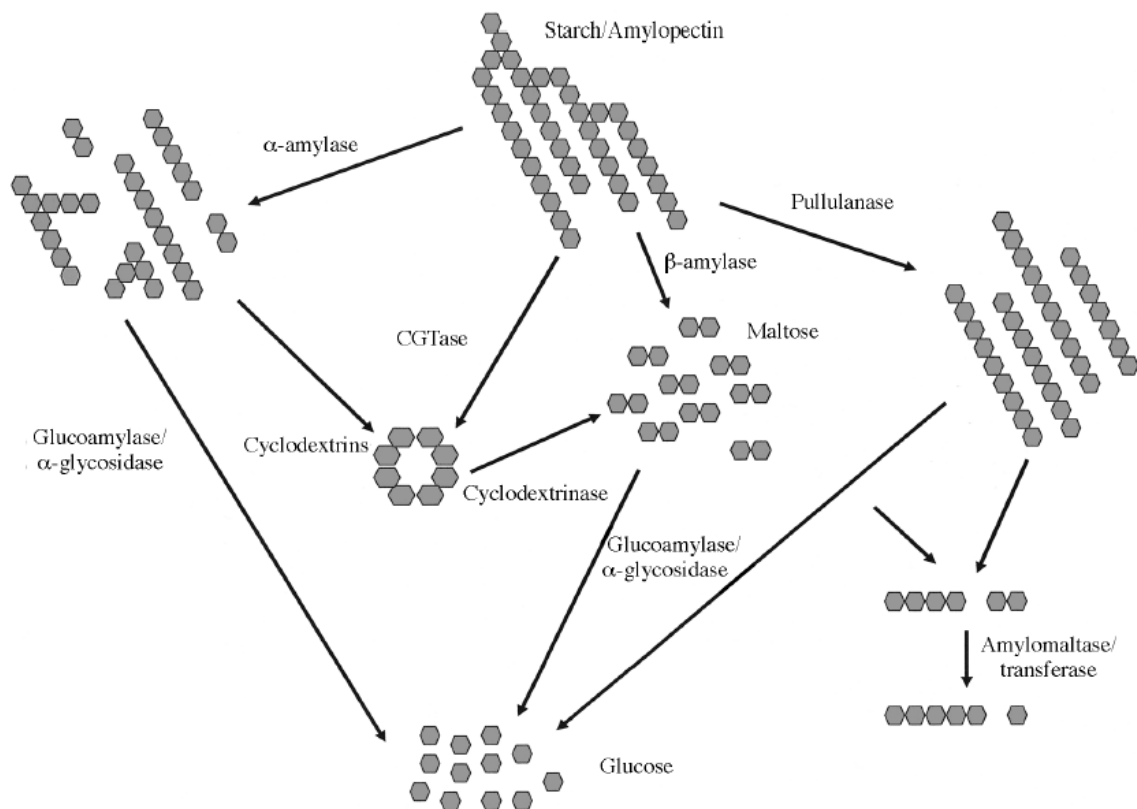 Starch/Amylopectin
α-amylase
Pullulanase
β-amylase
CGTase
Maltose
Glucoamylase/
α-glycosidase
Cyclodextrins
Cyclodextrinase
Glucoamylase/
α-glycosidase
Amylomaltase/
transferase
Glucose